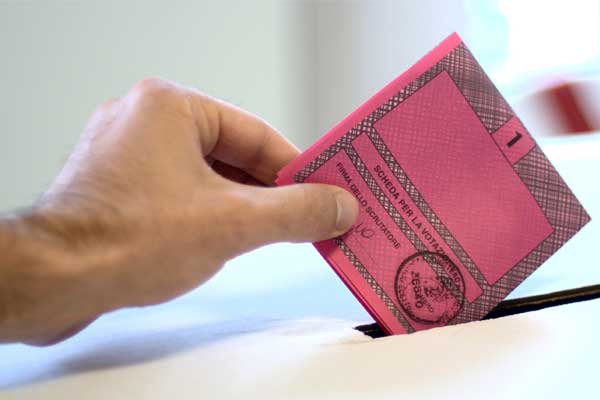 1
SCHEDA PER LA VOTAZIONE
FIRMA DELLO SCRUTATORE